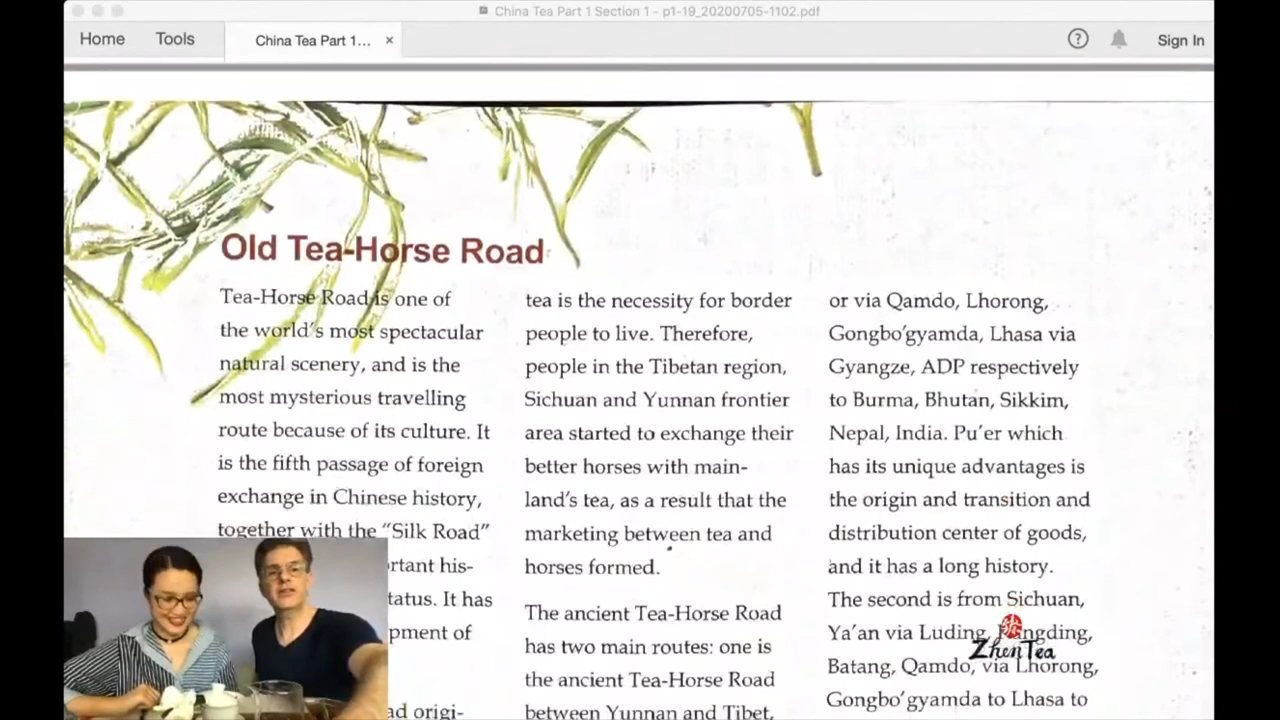 China Tea Part 1 Section 1 - p1-19_20200705-1102.pdf
Home
Tools
China Tea Part 1...
×
?
Sign In
Old Tea-Horse Road
Tea-Horse Road is one of
the world's most spectacular
natural scenery, and is the
most mysterious travelling
route because of its culture. It
is the fifth passage of foreign
exchange in Chinese history,
together with the "Silk Road"
rtant his-
tatus. It has
pment of
ad origi-
tea is the necessity for border
people to live. Therefore,
people in the Tibetan region,
Sichuan and Yunnan frontier
area started to exchange their
better horses with main-
land's tea, as a result that the
marketing between tea and
horses formed.
The ancient Tea-Horse Road
has two main routes: one is
the ancient Tea-Horse Road
between Yunnan and Tibet,
or via Qamdo, Lhorong,
Gongbo'gyamda, Lhasa via
Gyangze, ADP respectively
to Burma, Bhutan, Sikkim,
Nepal, India. Pu'er which
has its unique advantages is
the origin and transition and
distribution center of goods,
and it has a long history.
The second is from Sichuan,
Ya'an via Luding, ngding,
Batang, Qamdo, via Lhorong,
Gongbo'gyamda to Lhasa to
ZhenTea